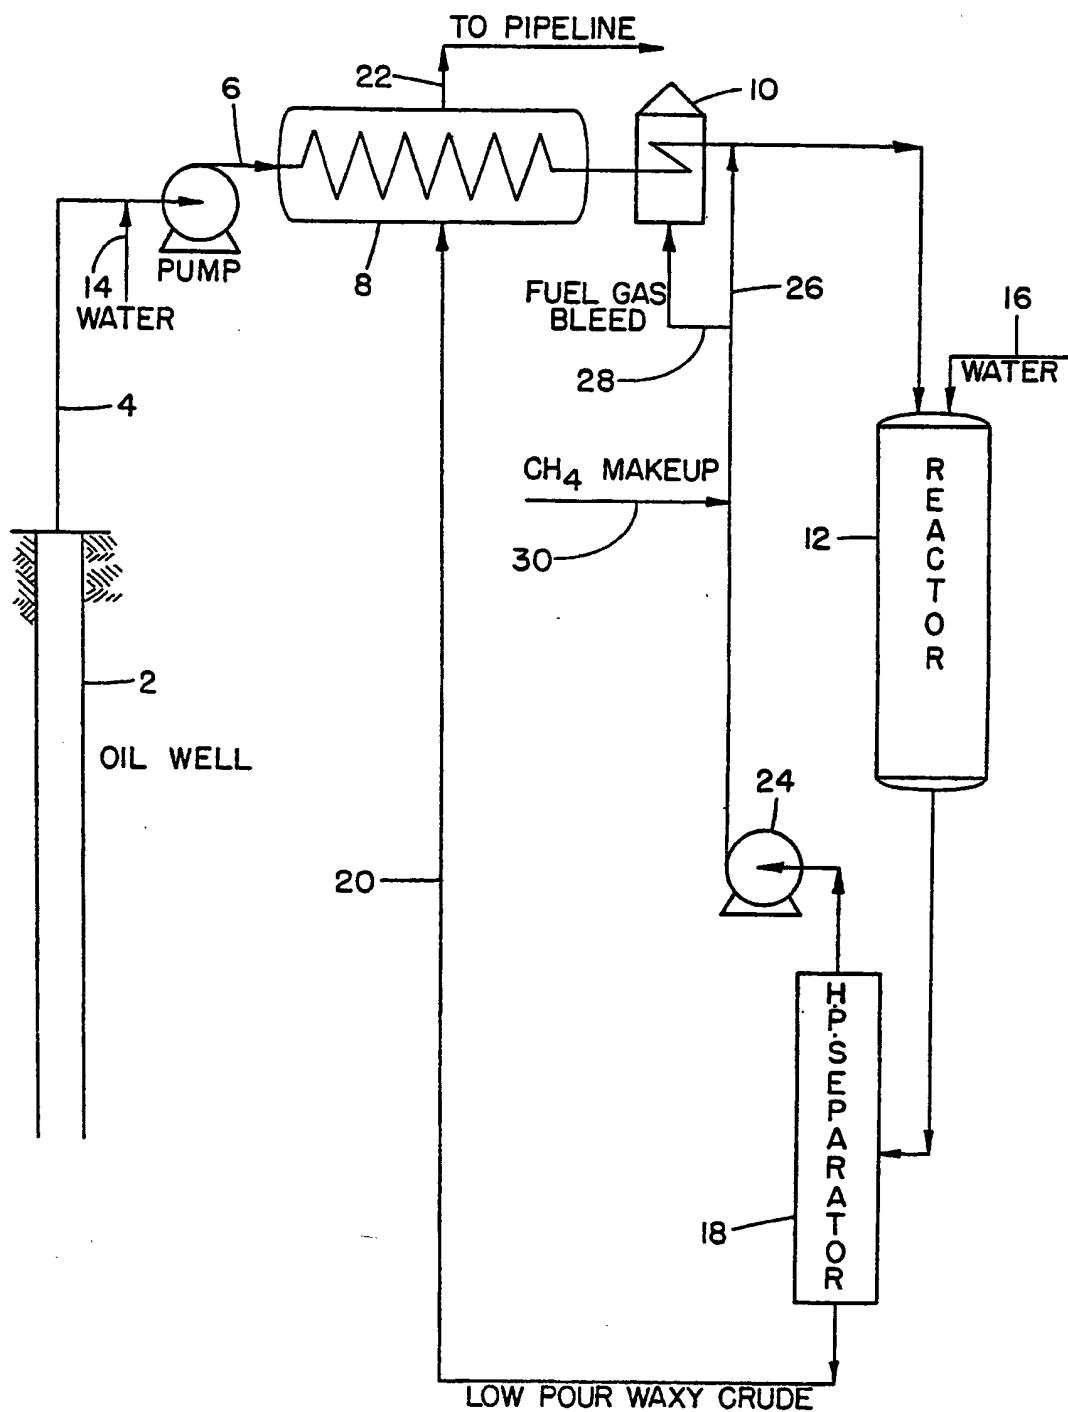 TO PIPELINE
22
6
10
14
WATER
PUMP
8
FUEL GAS
BLEED
26
16
WATER
28
4
CH4 MAKEUP
30
12
REACTOR
2
OIL WELL
24
20
H.P. SEPARATOR
18
LOW POUR WAXY CRUDE